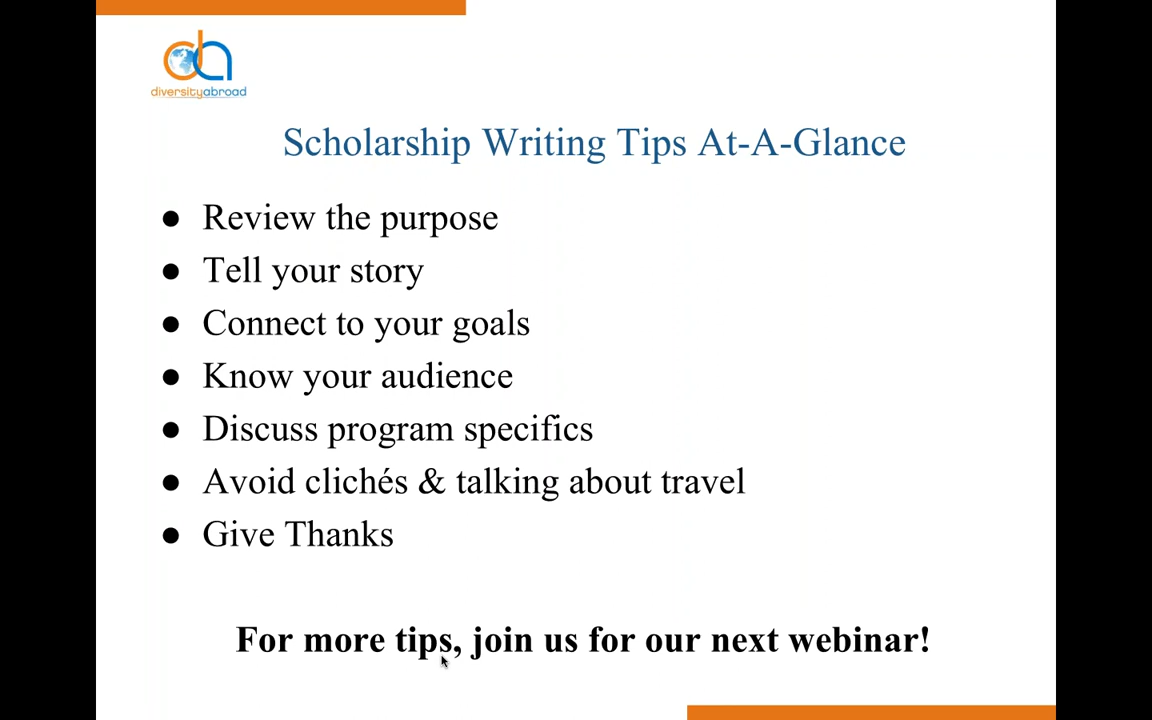 diversityabroad
Scholarship Writing Tips At-A-Glance
● Review the purpose
● Tell your story
● Connect to your goals
● Know your audience
● Discuss program specifics
● Avoid clichés & talking about travel
● Give Thanks
For more tips, join us for our next webinar!